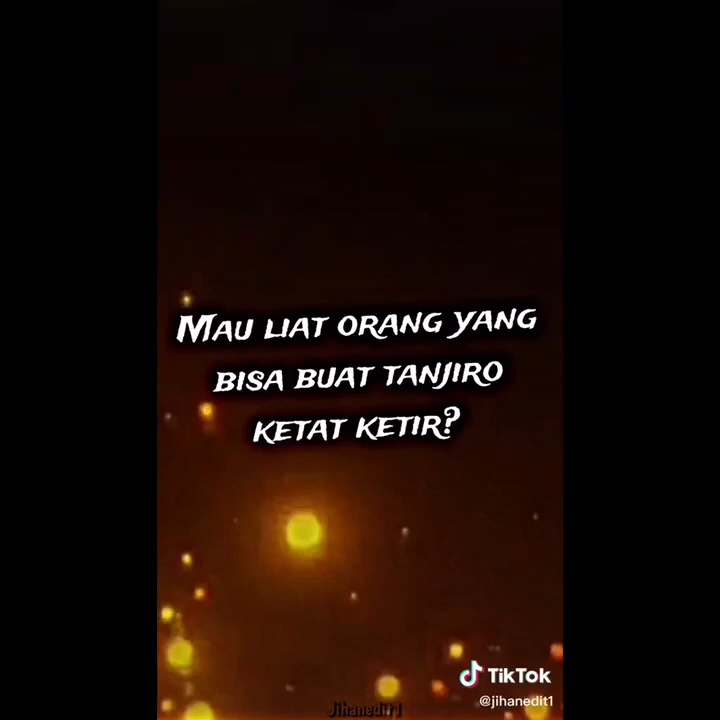 MAU LIAT ORANG YANG
BISA BUAT TANJIRO
KETAT KETIR?
TikTok
@jihanedit1
Jihanedit1